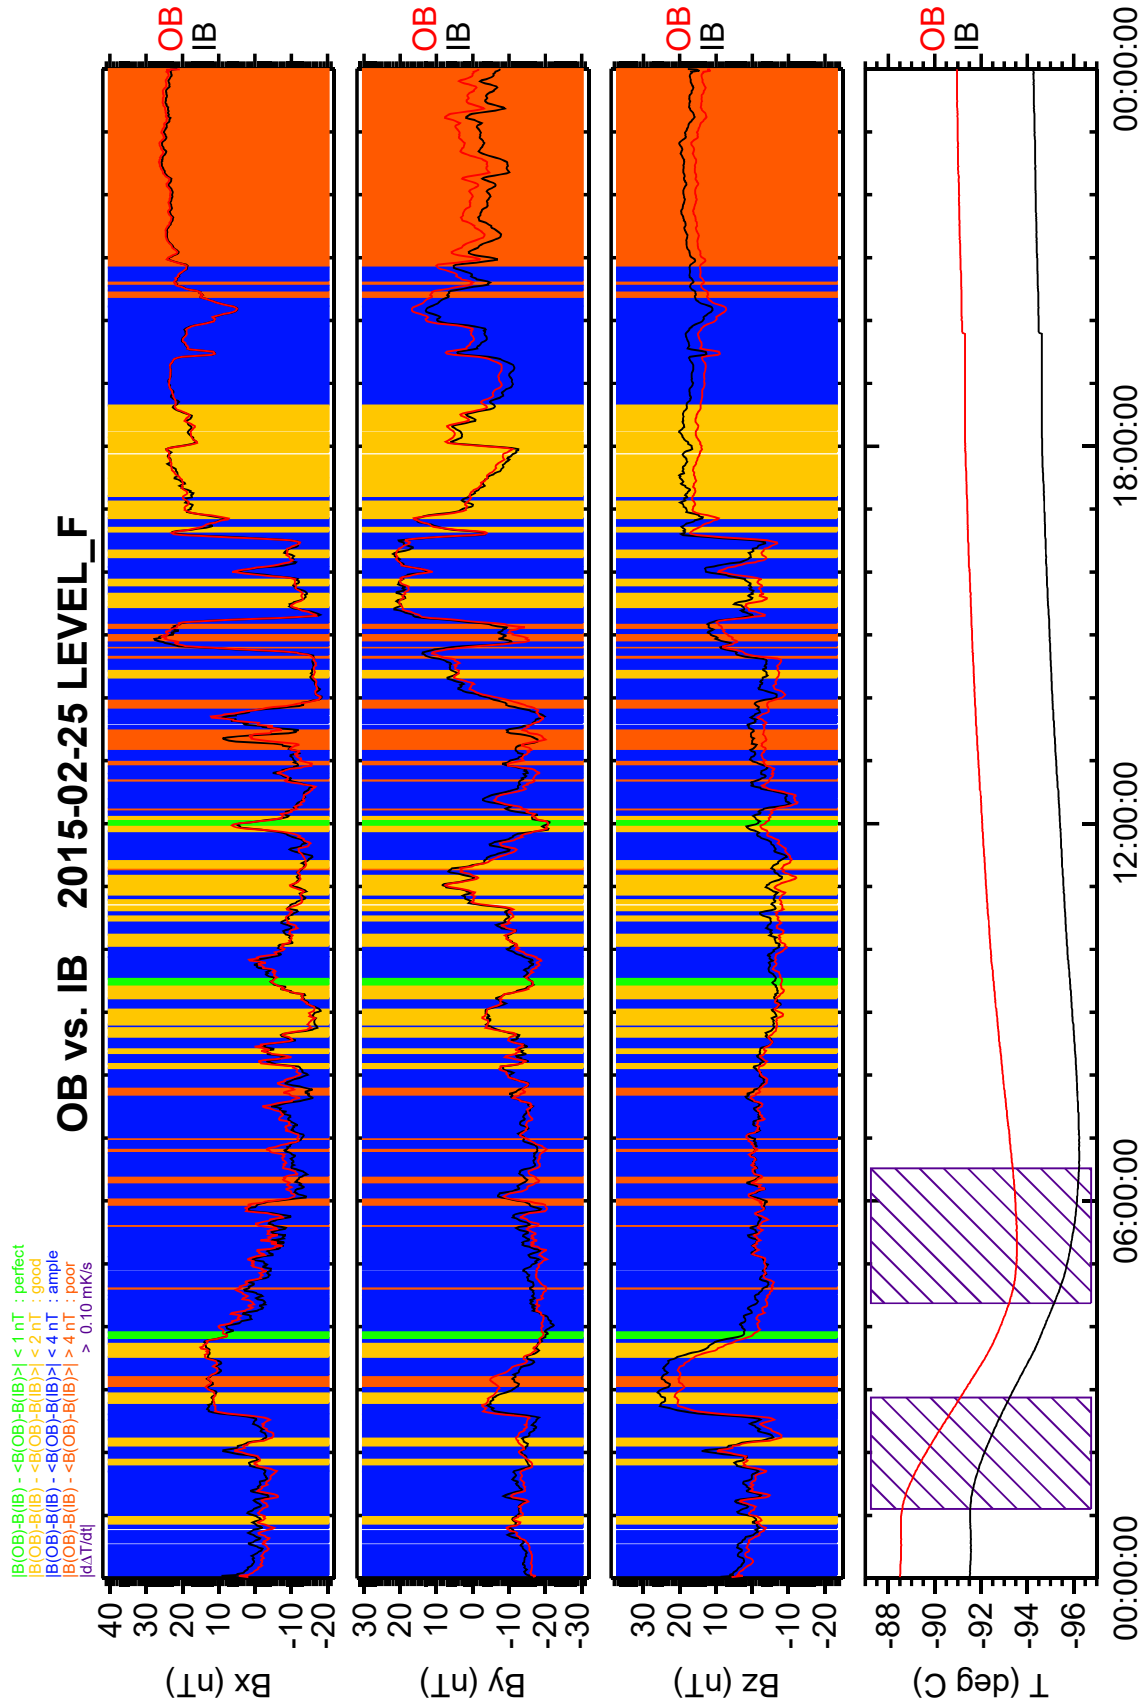 OB vs. IB 2015-02-25 LEVEL_F
|B(OB)-B(IB) - <B(OB)-B(IB)>| < 1 nT : perfect
|B(OB)-B(IB) - <B(OB)-B(IB)>| < 2 nT : good
|B(OB)-B(IB) - <B(OB)-B(IB)>| < 4 nT : ample
|B(OB)-B(IB) - <B(OB)-B(IB)>| > 4 nT : poor
|dΔT/dt| > 0.10 mK/s
Bx (nT)
40
30
20
10
0
-10
-20
OB
IB
By (nT)
30
20
10
0
-10
-20
-30
OB
IB
Bz (nT)
30
20
10
0
-10
-20
OB
IB
T (deg C)
-88
-90
-92
-94
-96
OB
IB
00:00:00
06:00:00
12:00:00
18:00:00
00:00:00